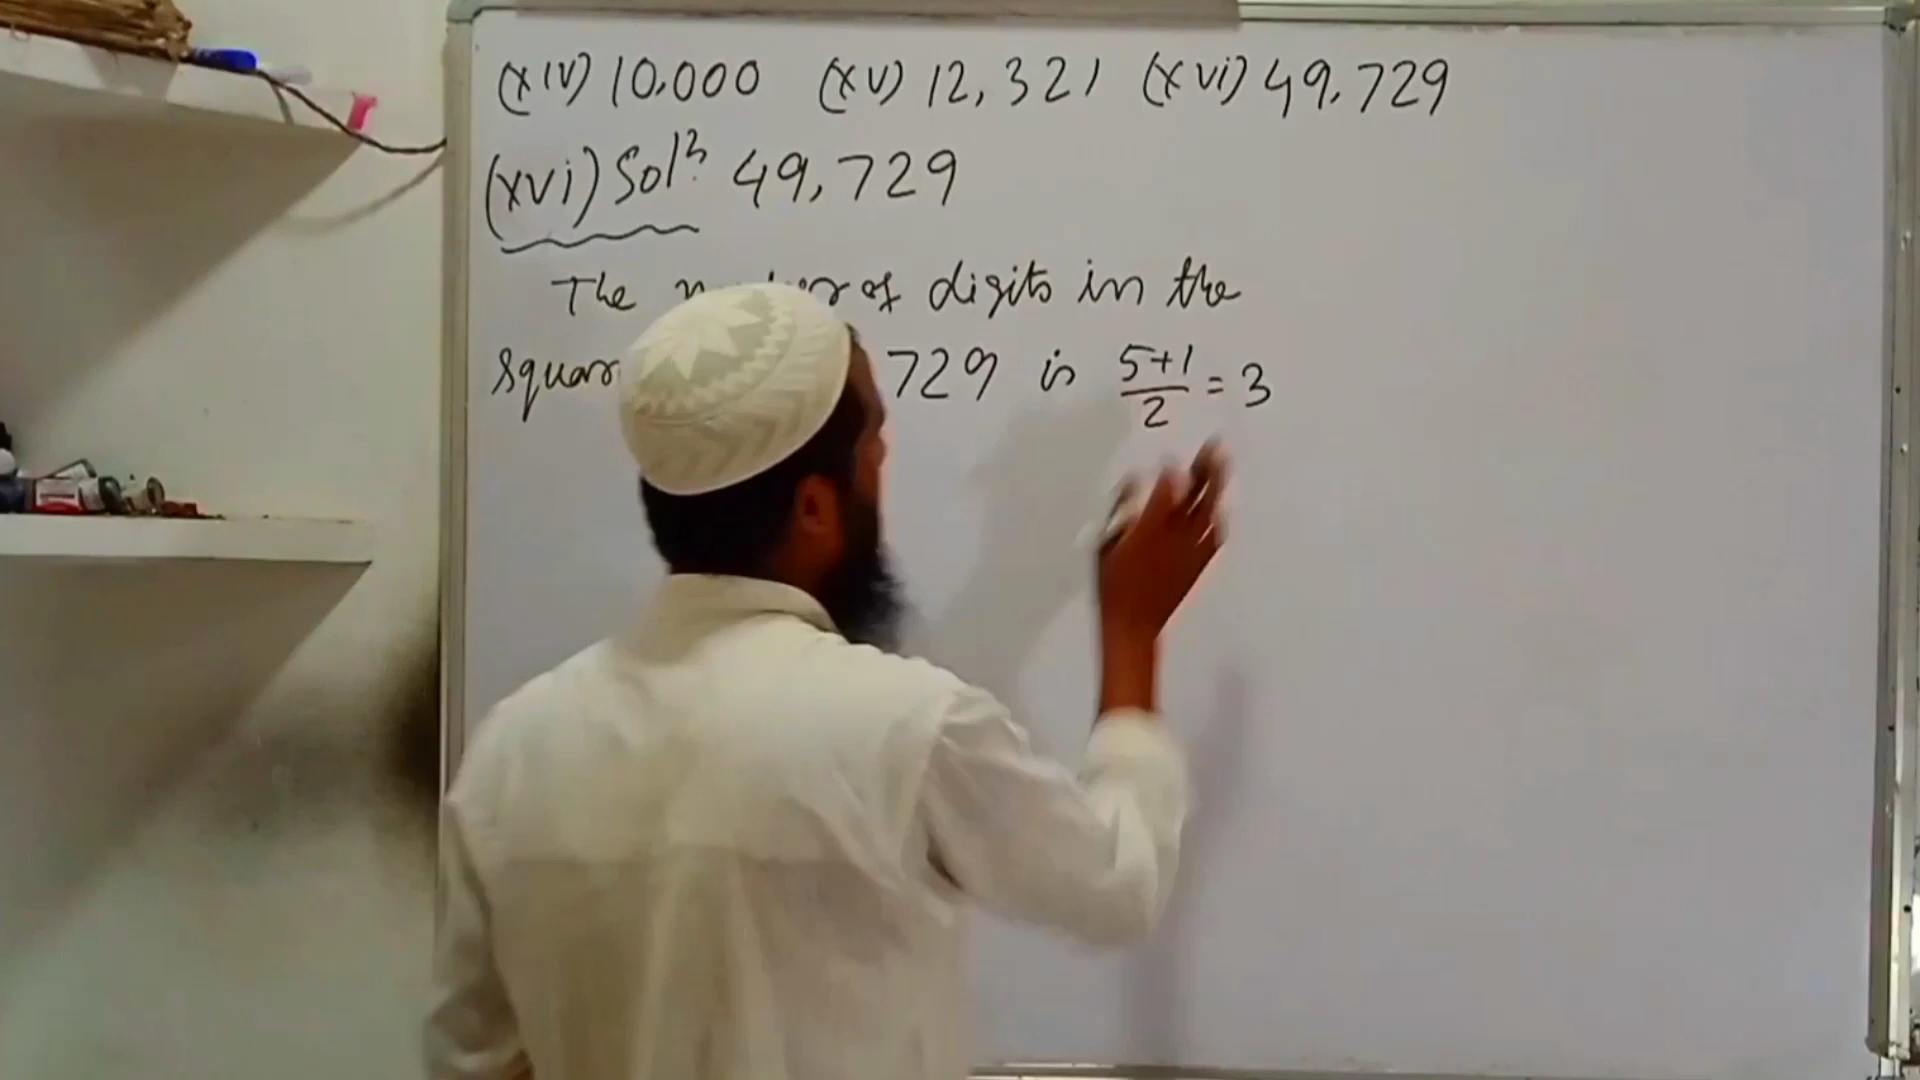 (xiv) 10,000 (xv) 12,321 (xvi) 49,729
(xvi) Solⁿ. 49,729
The of digits in the
729 is 5+1/2 = 3